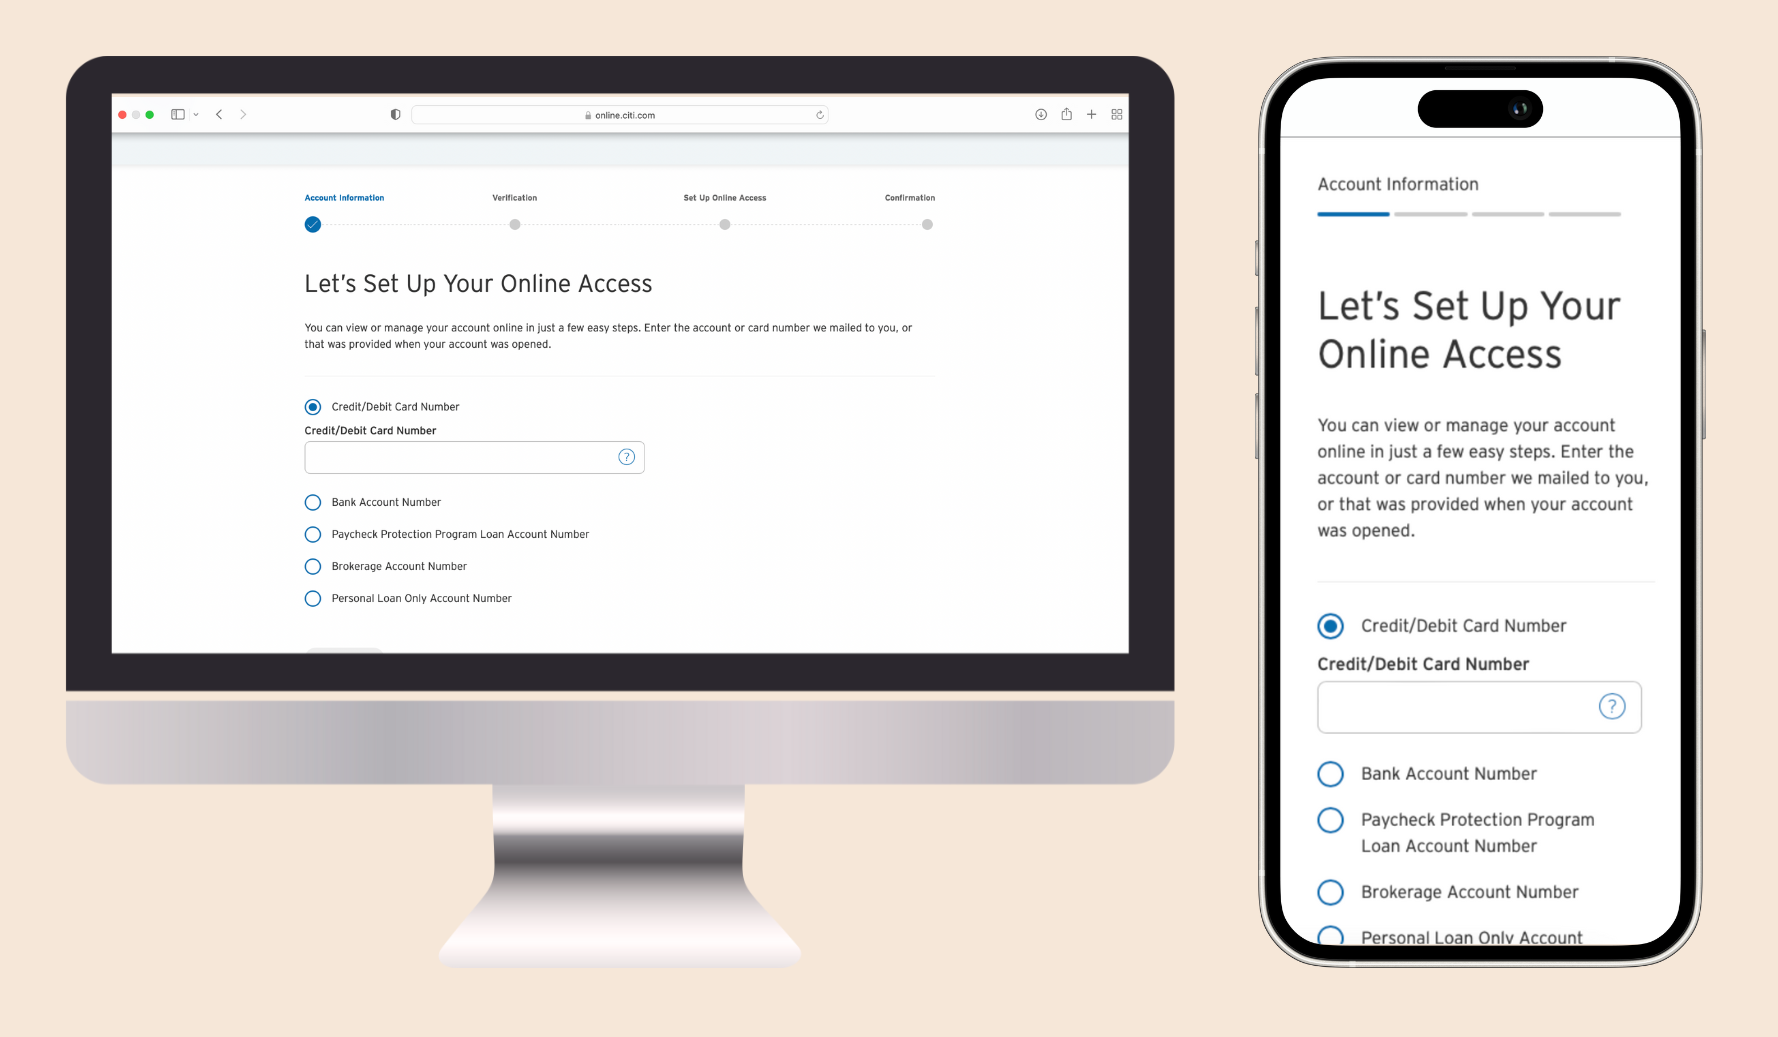 online.citi.com
Account Information
Verification
Set Up Online Access
Confirmation
Let's Set Up Your Online Access
You can view or manage your account online in just a few easy steps. Enter the account or card number we mailed to you, or
that was provided when your account was opened.
Credit/Debit Card Number
Credit/Debit Card Number
?
Bank Account Number
Paycheck Protection Program Loan Account Number
Brokerage Account Number
Personal Loan Only Account Number
Account Information
Let's Set Up Your
Online Access
You can view or manage your account
online in just a few easy steps. Enter the
account or card number we mailed to you,
or that was provided when your account
was opened.
Credit/Debit Card Number
Credit/Debit Card Number
?
Bank Account Number
Paycheck Protection Program
Loan Account Number
Brokerage Account Number
Personal Loan Only Account